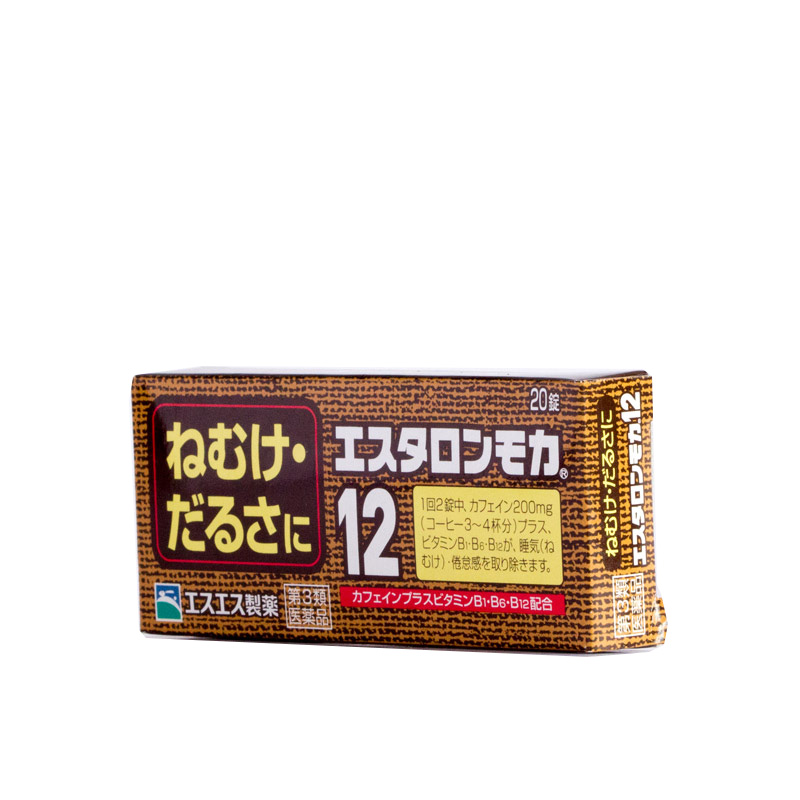 ねむけ・
だるさに
20錠
エスタロンモカ®
12
1回2錠中、カフェイン200mg
(コーヒー3〜4杯分)プラス、
ビタミンB1・B6・B12が、睡気(ね
むけ)・倦怠感を取り除きます。
カフェインプラスビタミンB1・B6・B12配合
エスエス製薬
第3類
医薬品
ねむけ・だるさに
エスタロンモカ12
第3類
医薬品